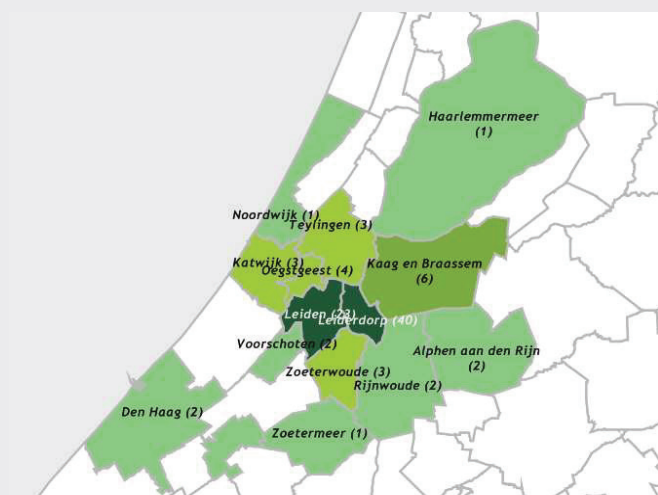 Haarlemmermeer
(1)
Noordwijk (1)
Teylingen (3)
Katwijk (3)
Oegstgeest (4)
Kaag en Braassem
(6)
Leiden (23)
Leiderdorp (40)
Voorschoten (2)
Alphen aan den Rijn
(2)
Zoeterwoude (3)
Rijnwoude (2)
Den Haag (2)
Zoetermeer (1)